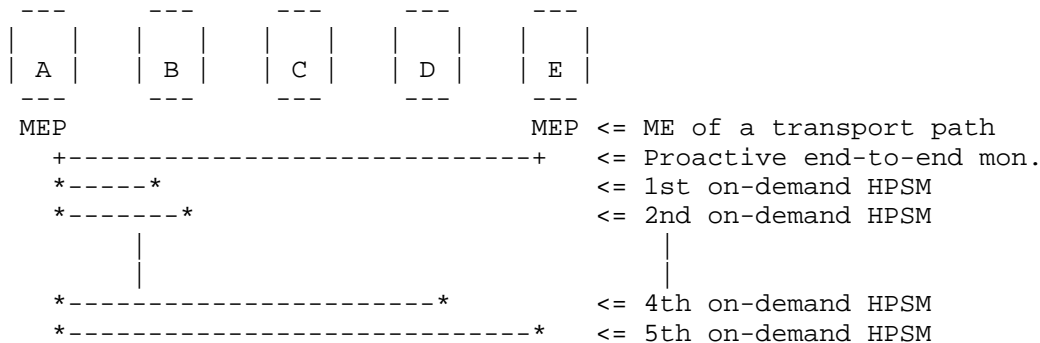 ---     ---     ---     ---     ---
|   |   |   |   |   |   |   |   |   |
| A |   | B |   | C |   | D |   | E |
 ---     ---     ---     ---     ---
 MEP                             MEP <= ME of a transport path
   +-----------------------------+   <= Proactive end-to-end mon.
   *-----*                           <= 1st on-demand HPSM
   *-------*                         <= 2nd on-demand HPSM
        |                                |
        |                                |
   *-----------------------*         <= 4th on-demand HPSM
   *-----------------------------*   <= 5th on-demand HPSM